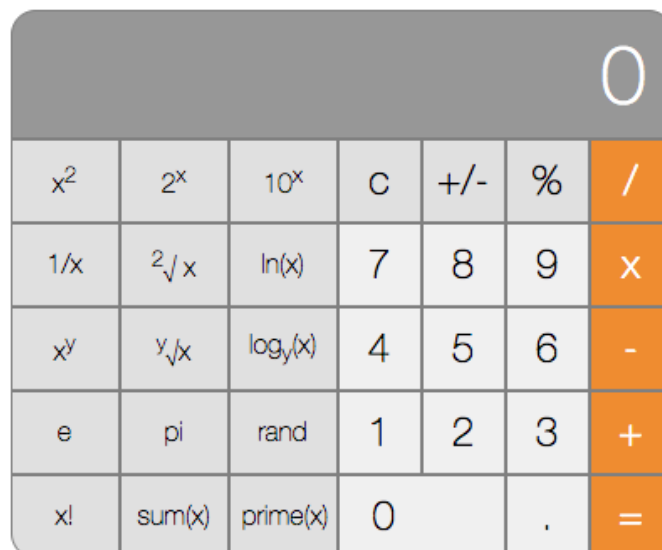 0
x² 2ˣ 10ˣ C +/- % /
1/x ²√x ln(x) 7 8 9 x
xʸ ʸ√x logᵧ(x) 4 5 6 -
e pi rand 1 2 3 +
x! sum(x) prime(x) 0 . =